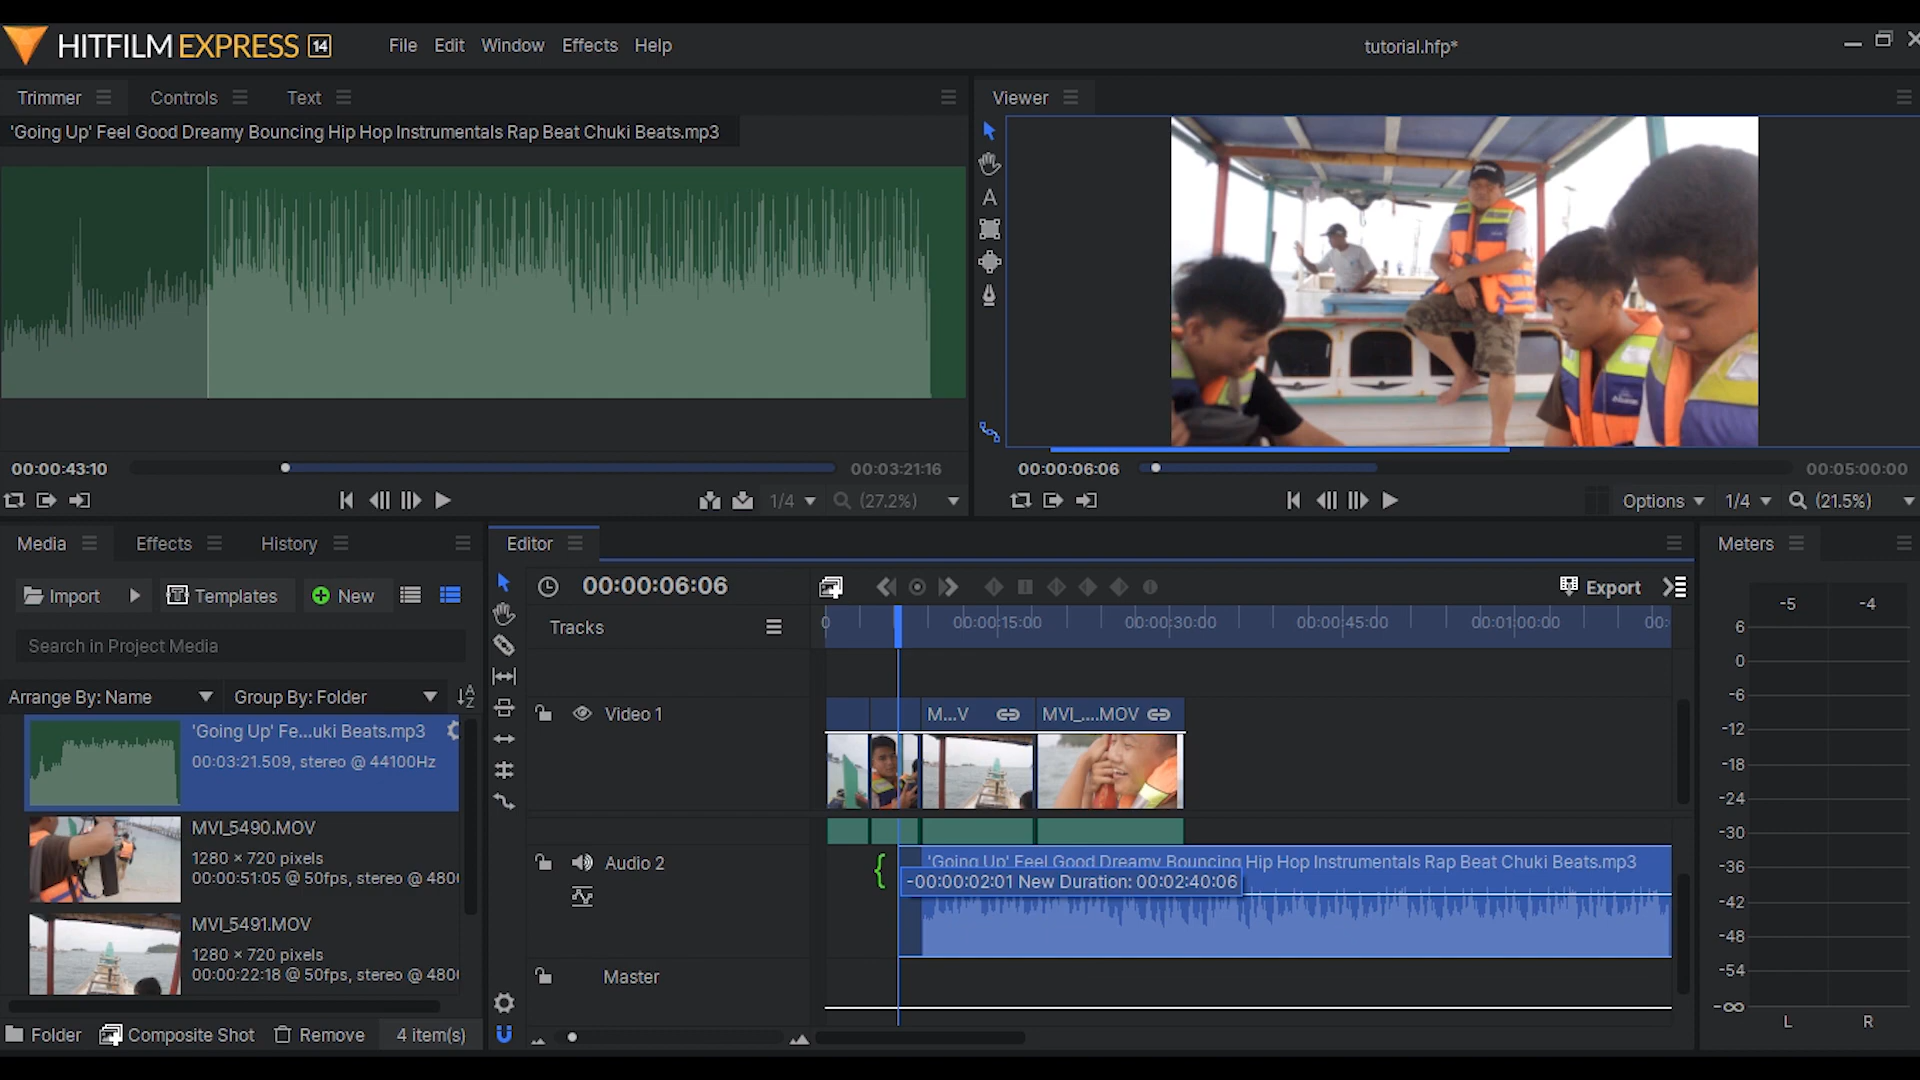 HITFILM EXPRESS 14
File Edit Window Effects Help
tutorial.hfp*
Trimmer Controls Text
Viewer
'Going Up' Feel Good Dreamy Bouncing Hip Hop Instrumentals Rap Beat Chuki Beats.mp3
A
00:00:43:10 00:03:21:16
1/4 (27.2%)
00:00:06:06 00:05:00:00
Options 1/4 (21.5%)
Media Effects History
Import Templates New
Search in Project Media
Arrange By: Name Group By: Folder
'Going Up' Fe...uki Beats.mp3
00:03:21.509, stereo @ 44100Hz
MVI_5490.MOV
1280 × 720 pixels
00:00:51:05 @ 50fps, stereo @ 480
MVI_5491.MOV
1280 × 720 pixels
00:00:22:18 @ 50fps, stereo @ 480
Folder Composite Shot Remove 4 item(s)
Editor
00:00:06:06
Export
Tracks
0 00:00:15:00 00:00:30:00 00:00:45:00 00:01:00:00 00:
Video 1
M...V MVI_....MOV
Audio 2
'Going Up' Feel Good Dreamy Bouncing Hip Hop Instrumentals Rap Beat Chuki Beats.mp3
-00:00:02:01 New Duration: 00:02:40:06
Master
Meters
-5 -4
6
0
-6
-12
-18
-24
-30
-36
-42
-48
-54
-∞
L R